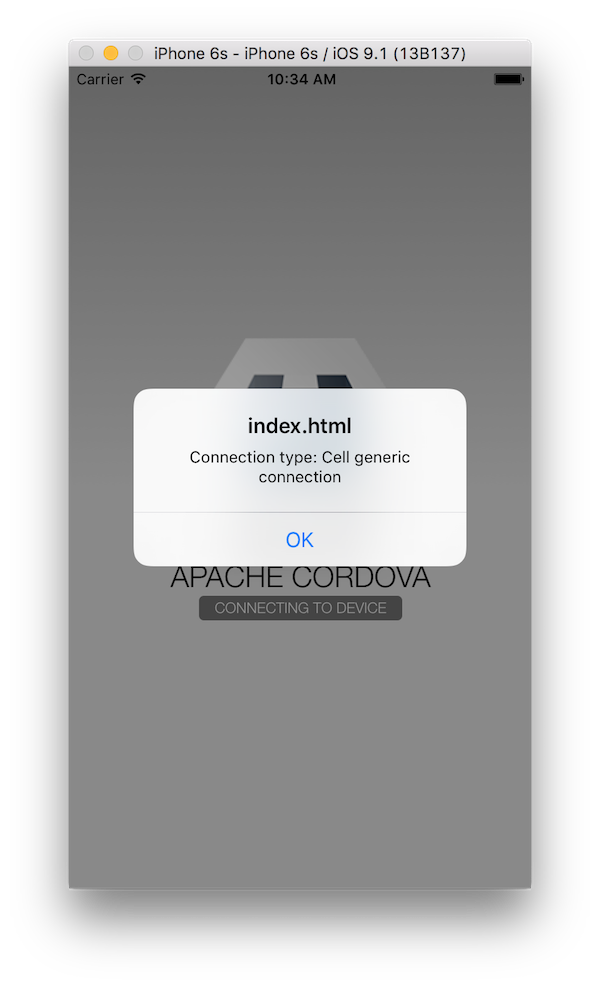 iPhone 6s - iPhone 6s / iOS 9.1 (13B137)
Carrier 10:34 AM
index.html
Connection type: Cell generic
connection
OK
APACHE CORDOVA
CONNECTING TO DEVICE